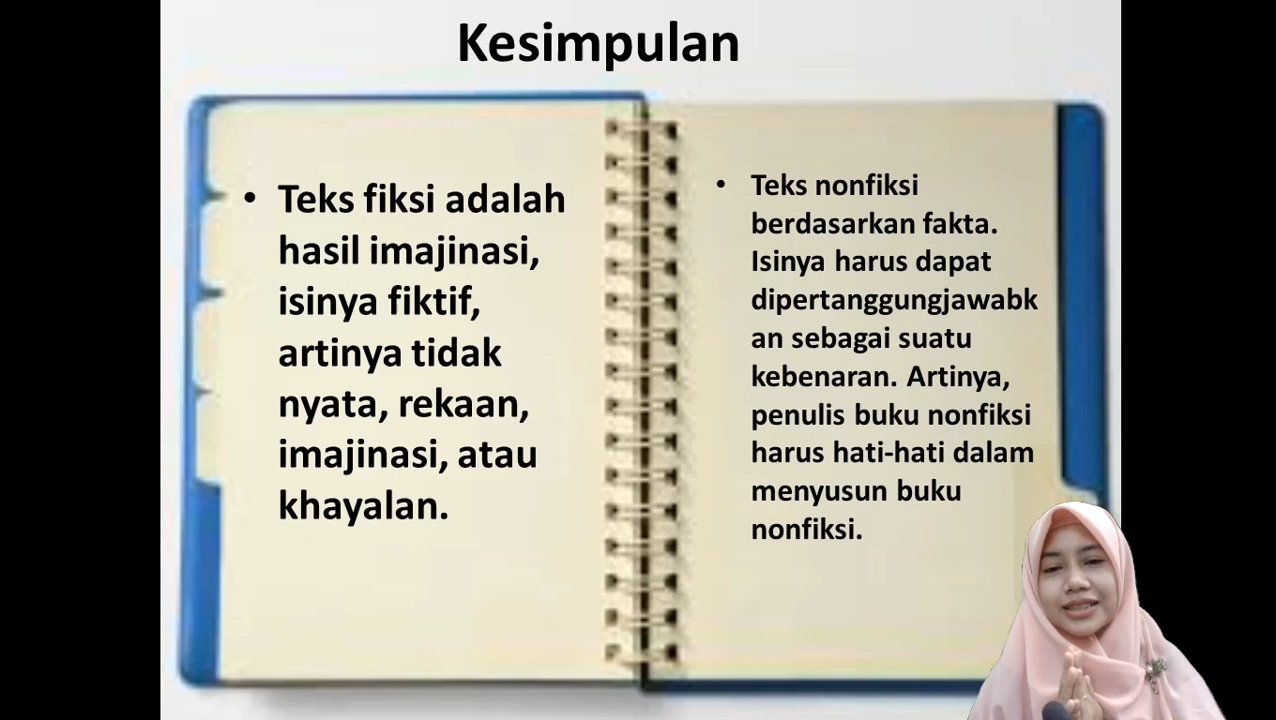 Kesimpulan
• Teks fiksi adalah
hasil imajinasi,
isinya fiktif,
artinya tidak
nyata, rekaan,
imajinasi, atau
khayalan.
• Teks nonfiksi
berdasarkan fakta.
Isinya harus dapat
dipertanggungjawabk
an sebagai suatu
kebenaran. Artinya,
penulis buku nonfiksi
harus hati-hati dalam
menyusun buku
nonfiksi.